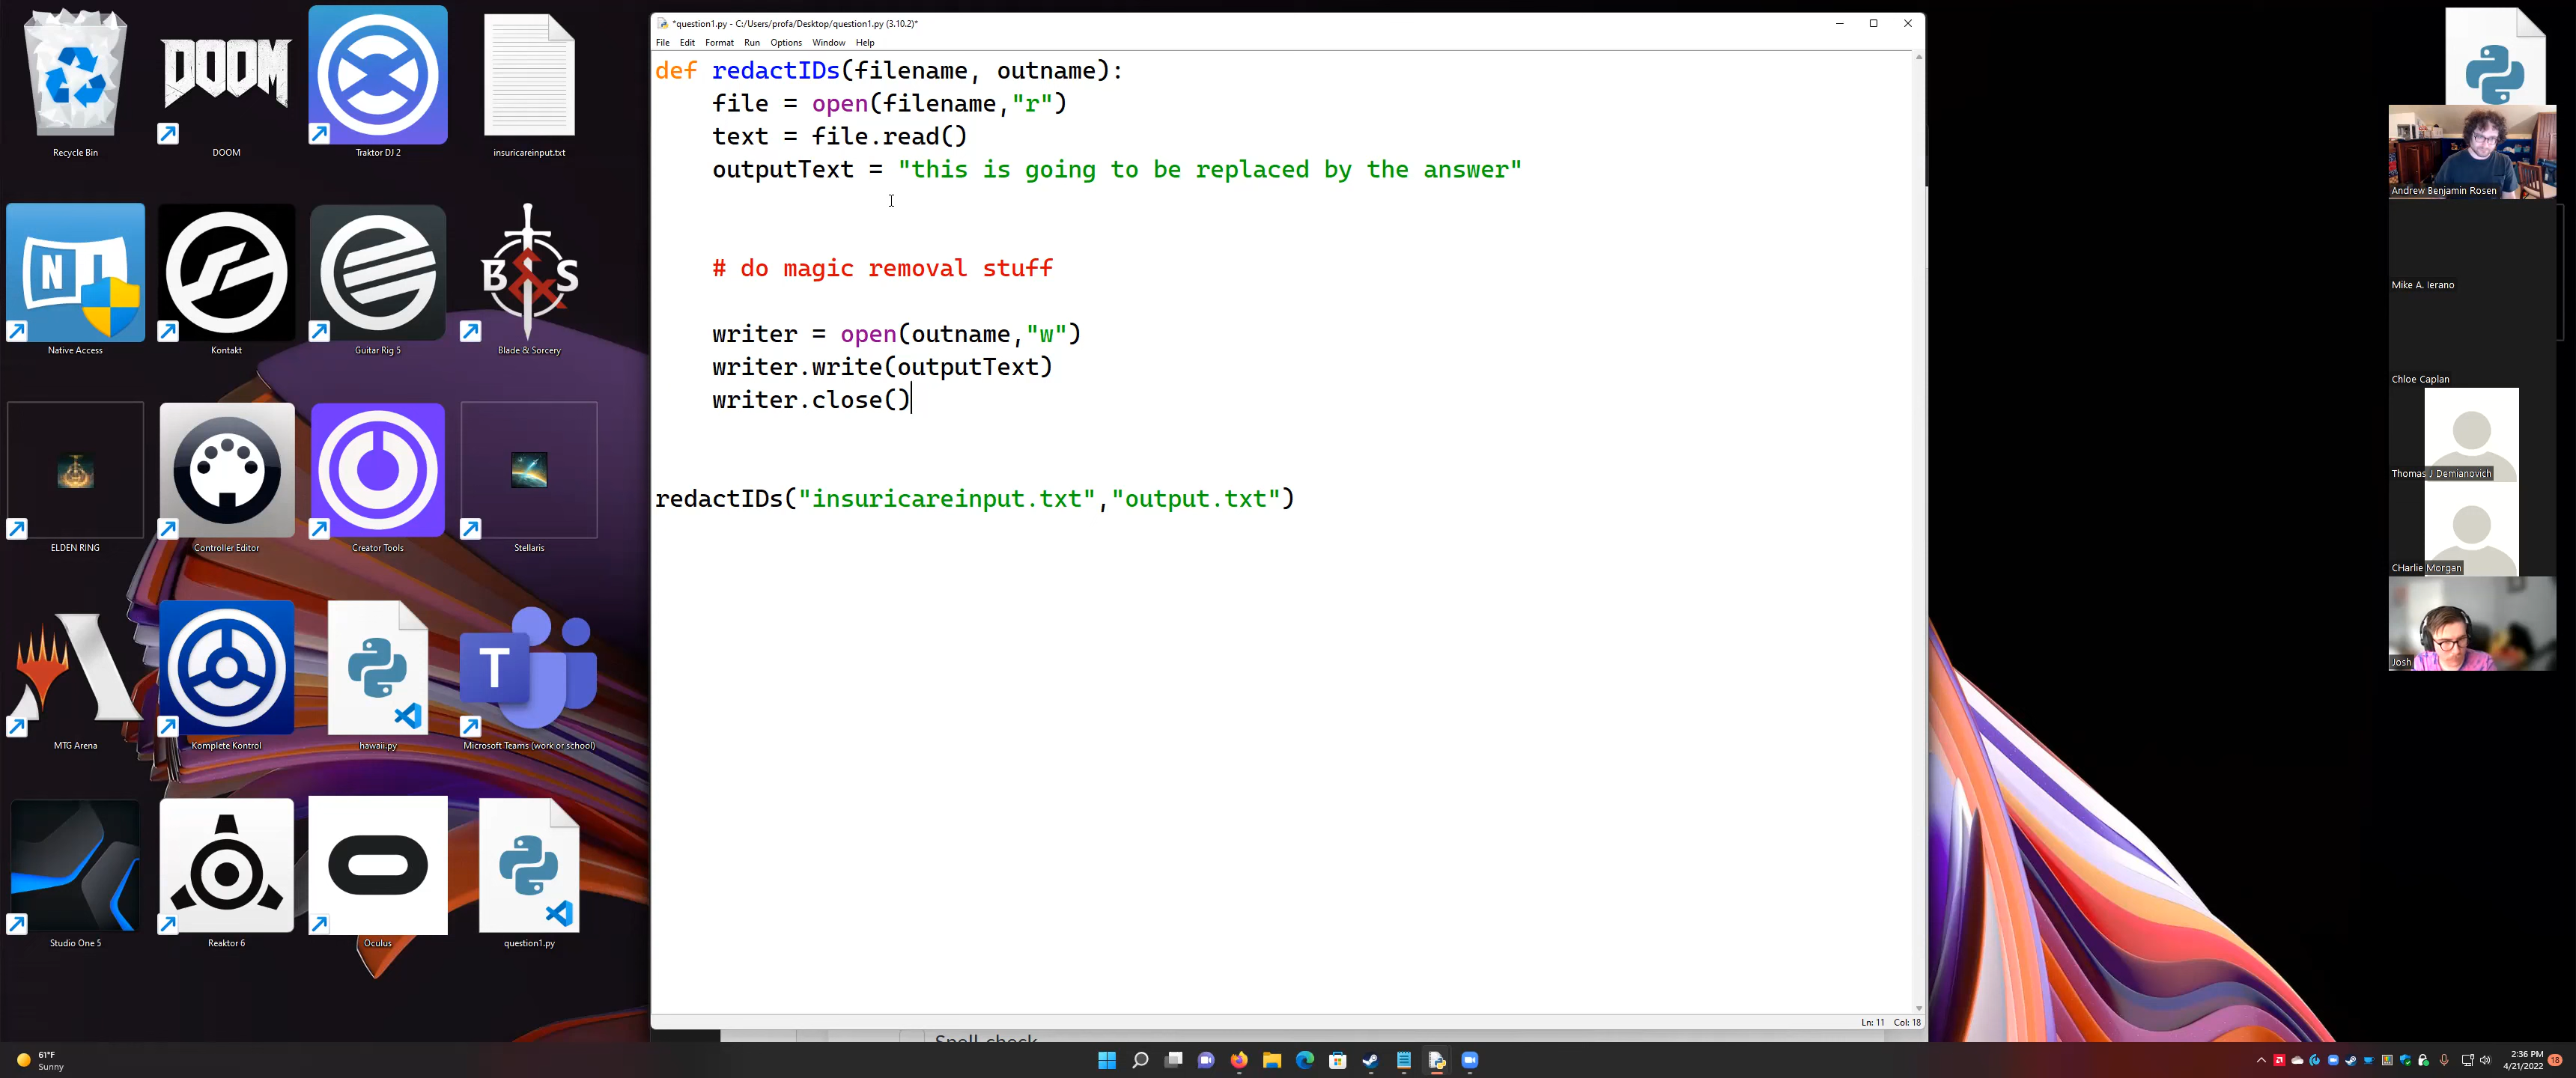 DOOM
Recycle Bin
DOOM
Traktor DJ 2
insuricareinput.txt
N I
B S
Native Access
Kontakt
Guitar Rig 5
Blade & Sorcery
ELDEN RING
Controller Editor
Creator Tools
Stellaris
T
MTG Arena
Komplete Kontrol
hawaii.py
Microsoft Teams (work or school)
Studio One 5
Reaktor 6
Oculus
question1.py
*question1.py - C:/Users/profa/Desktop/question1.py (3.10.2)*
File Edit Format Run Options Window Help
def redactIDs(filename, outname):
    file = open(filename,"r")
    text = file.read()
    outputText = "this is going to be replaced by the answer"
    # do magic removal stuff
    writer = open(outname,"w")
    writer.write(outputText)
    writer.close()
redactIDs("insuricareinput.txt","output.txt")
Ln: 11 Col: 18
Andrew Benjamin Rosen
Mike A. Ierano
Chloe Caplan
Thomas J Demianovich
CHarlie Morgan
Josh
61°F
Sunny
2:36 PM
4/21/2022
18